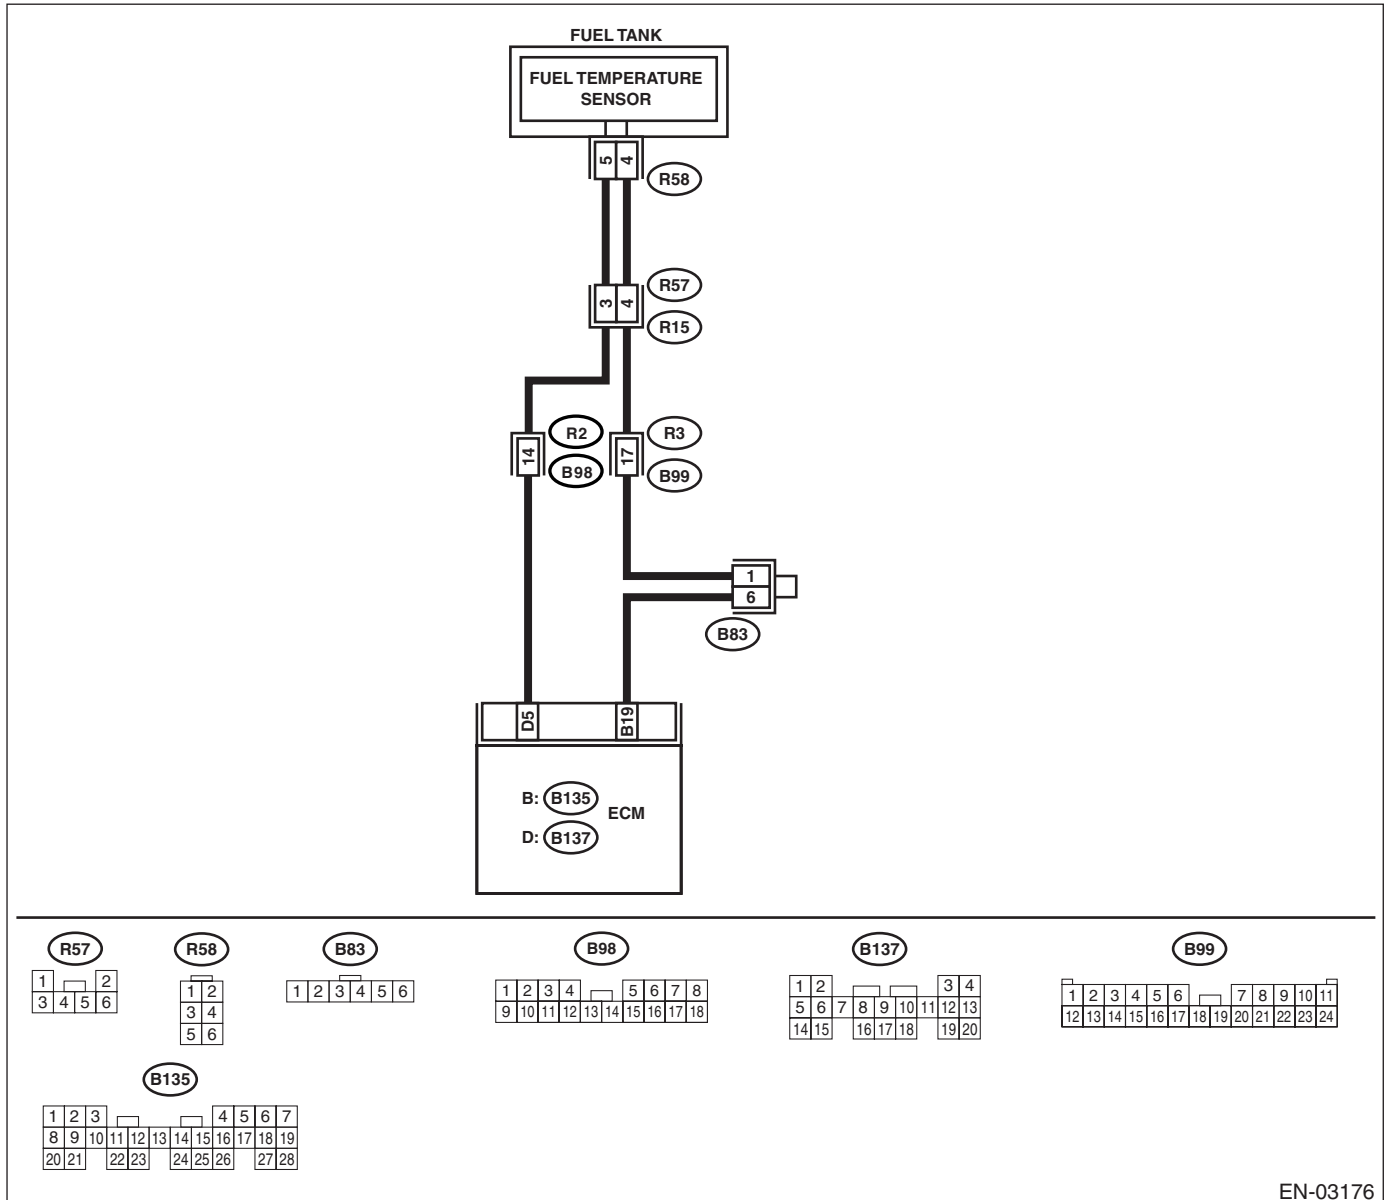 FUEL TANK
FUEL TEMPERATURE
SENSOR
5 4
R58
R57
3 4
R15
R2 R3
14 17
B98 B99
1
6
B83
D5 B19
B: B135
ECM
D: B137
R57 R58 B83 B98 B137 B99
1 2
3 4 5 6
1 2
3 4
5 6
1 2 3 4 5 6
1 2 3 4 5 6 7 8
9 10 11 12 13 14 15 16 17 18
1 2 3 4
5 6 7 8 9 10 11 12 13
14 15 16 17 18 19 20
1 2 3 4 5 6 7 8 9 10 11
12 13 14 15 16 17 18 19 20 21 22 23 24
B135
1 2 3 4 5 6 7
8 9 10 11 12 13 14 15 16 17 18 19
20 21 22 23 24 25 26 27 28
EN-03176